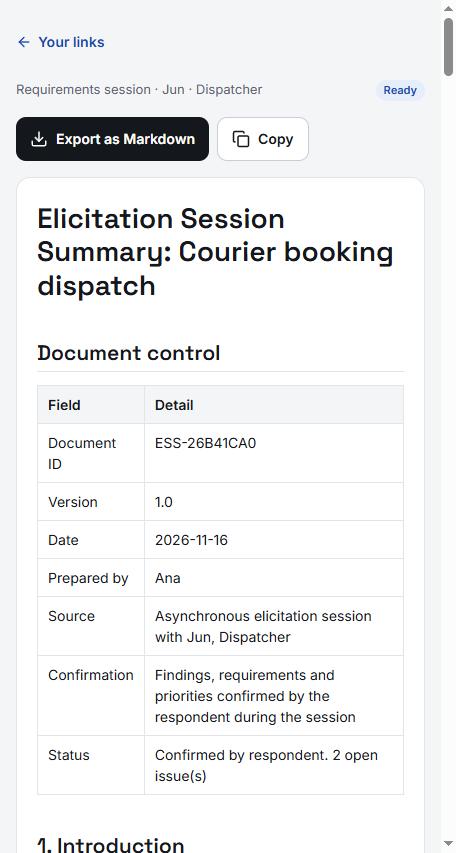 ← Your links
Requirements session · Jun · Dispatcher
Ready
Export as Markdown
Copy
Elicitation Session
Summary: Courier booking
dispatch
Document control
Field Detail
Document ESS-26B41CA0
ID
Version 1.0
Date 2026-11-16
Prepared by Ana
Source Asynchronous elicitation session
with Jun, Dispatcher
Confirmation Findings, requirements and
priorities confirmed by the
respondent during the session
Status Confirmed by respondent. 2 open
issue(s)
1. Introduction